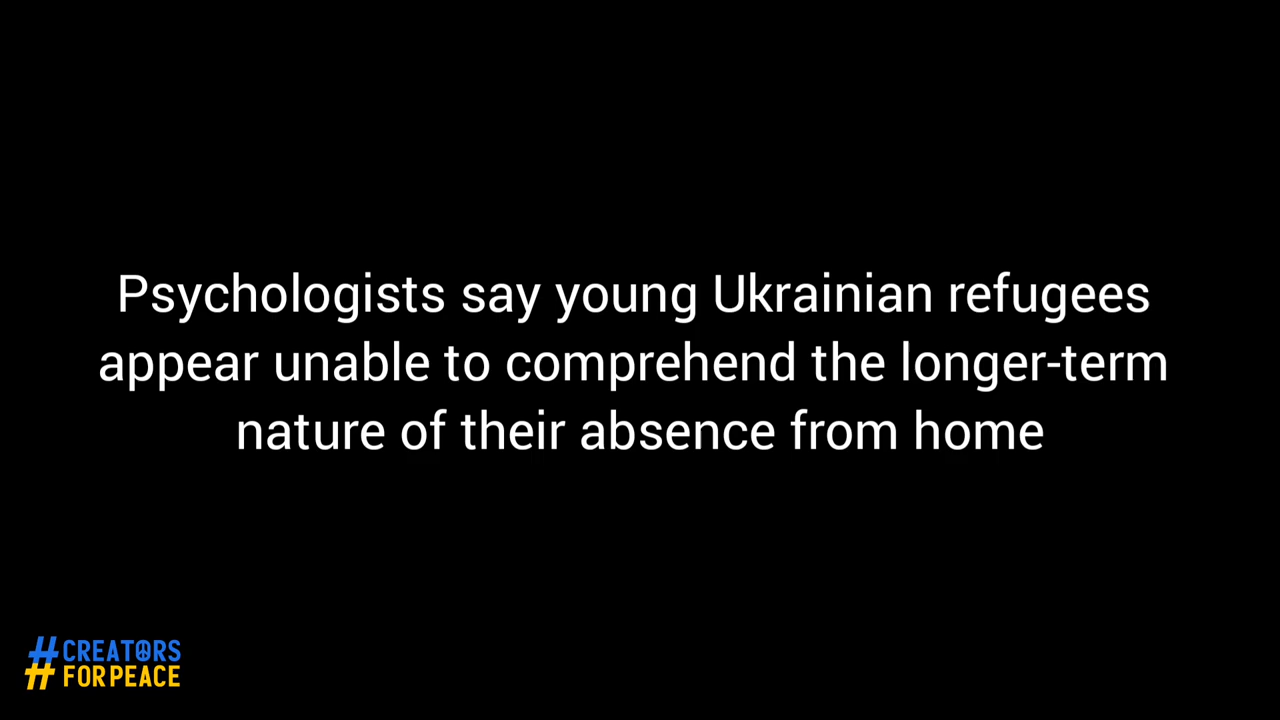 Psychologists say young Ukrainian refugees
appear unable to comprehend the longer-term
nature of their absence from home
#CREATORS
FORPEACE